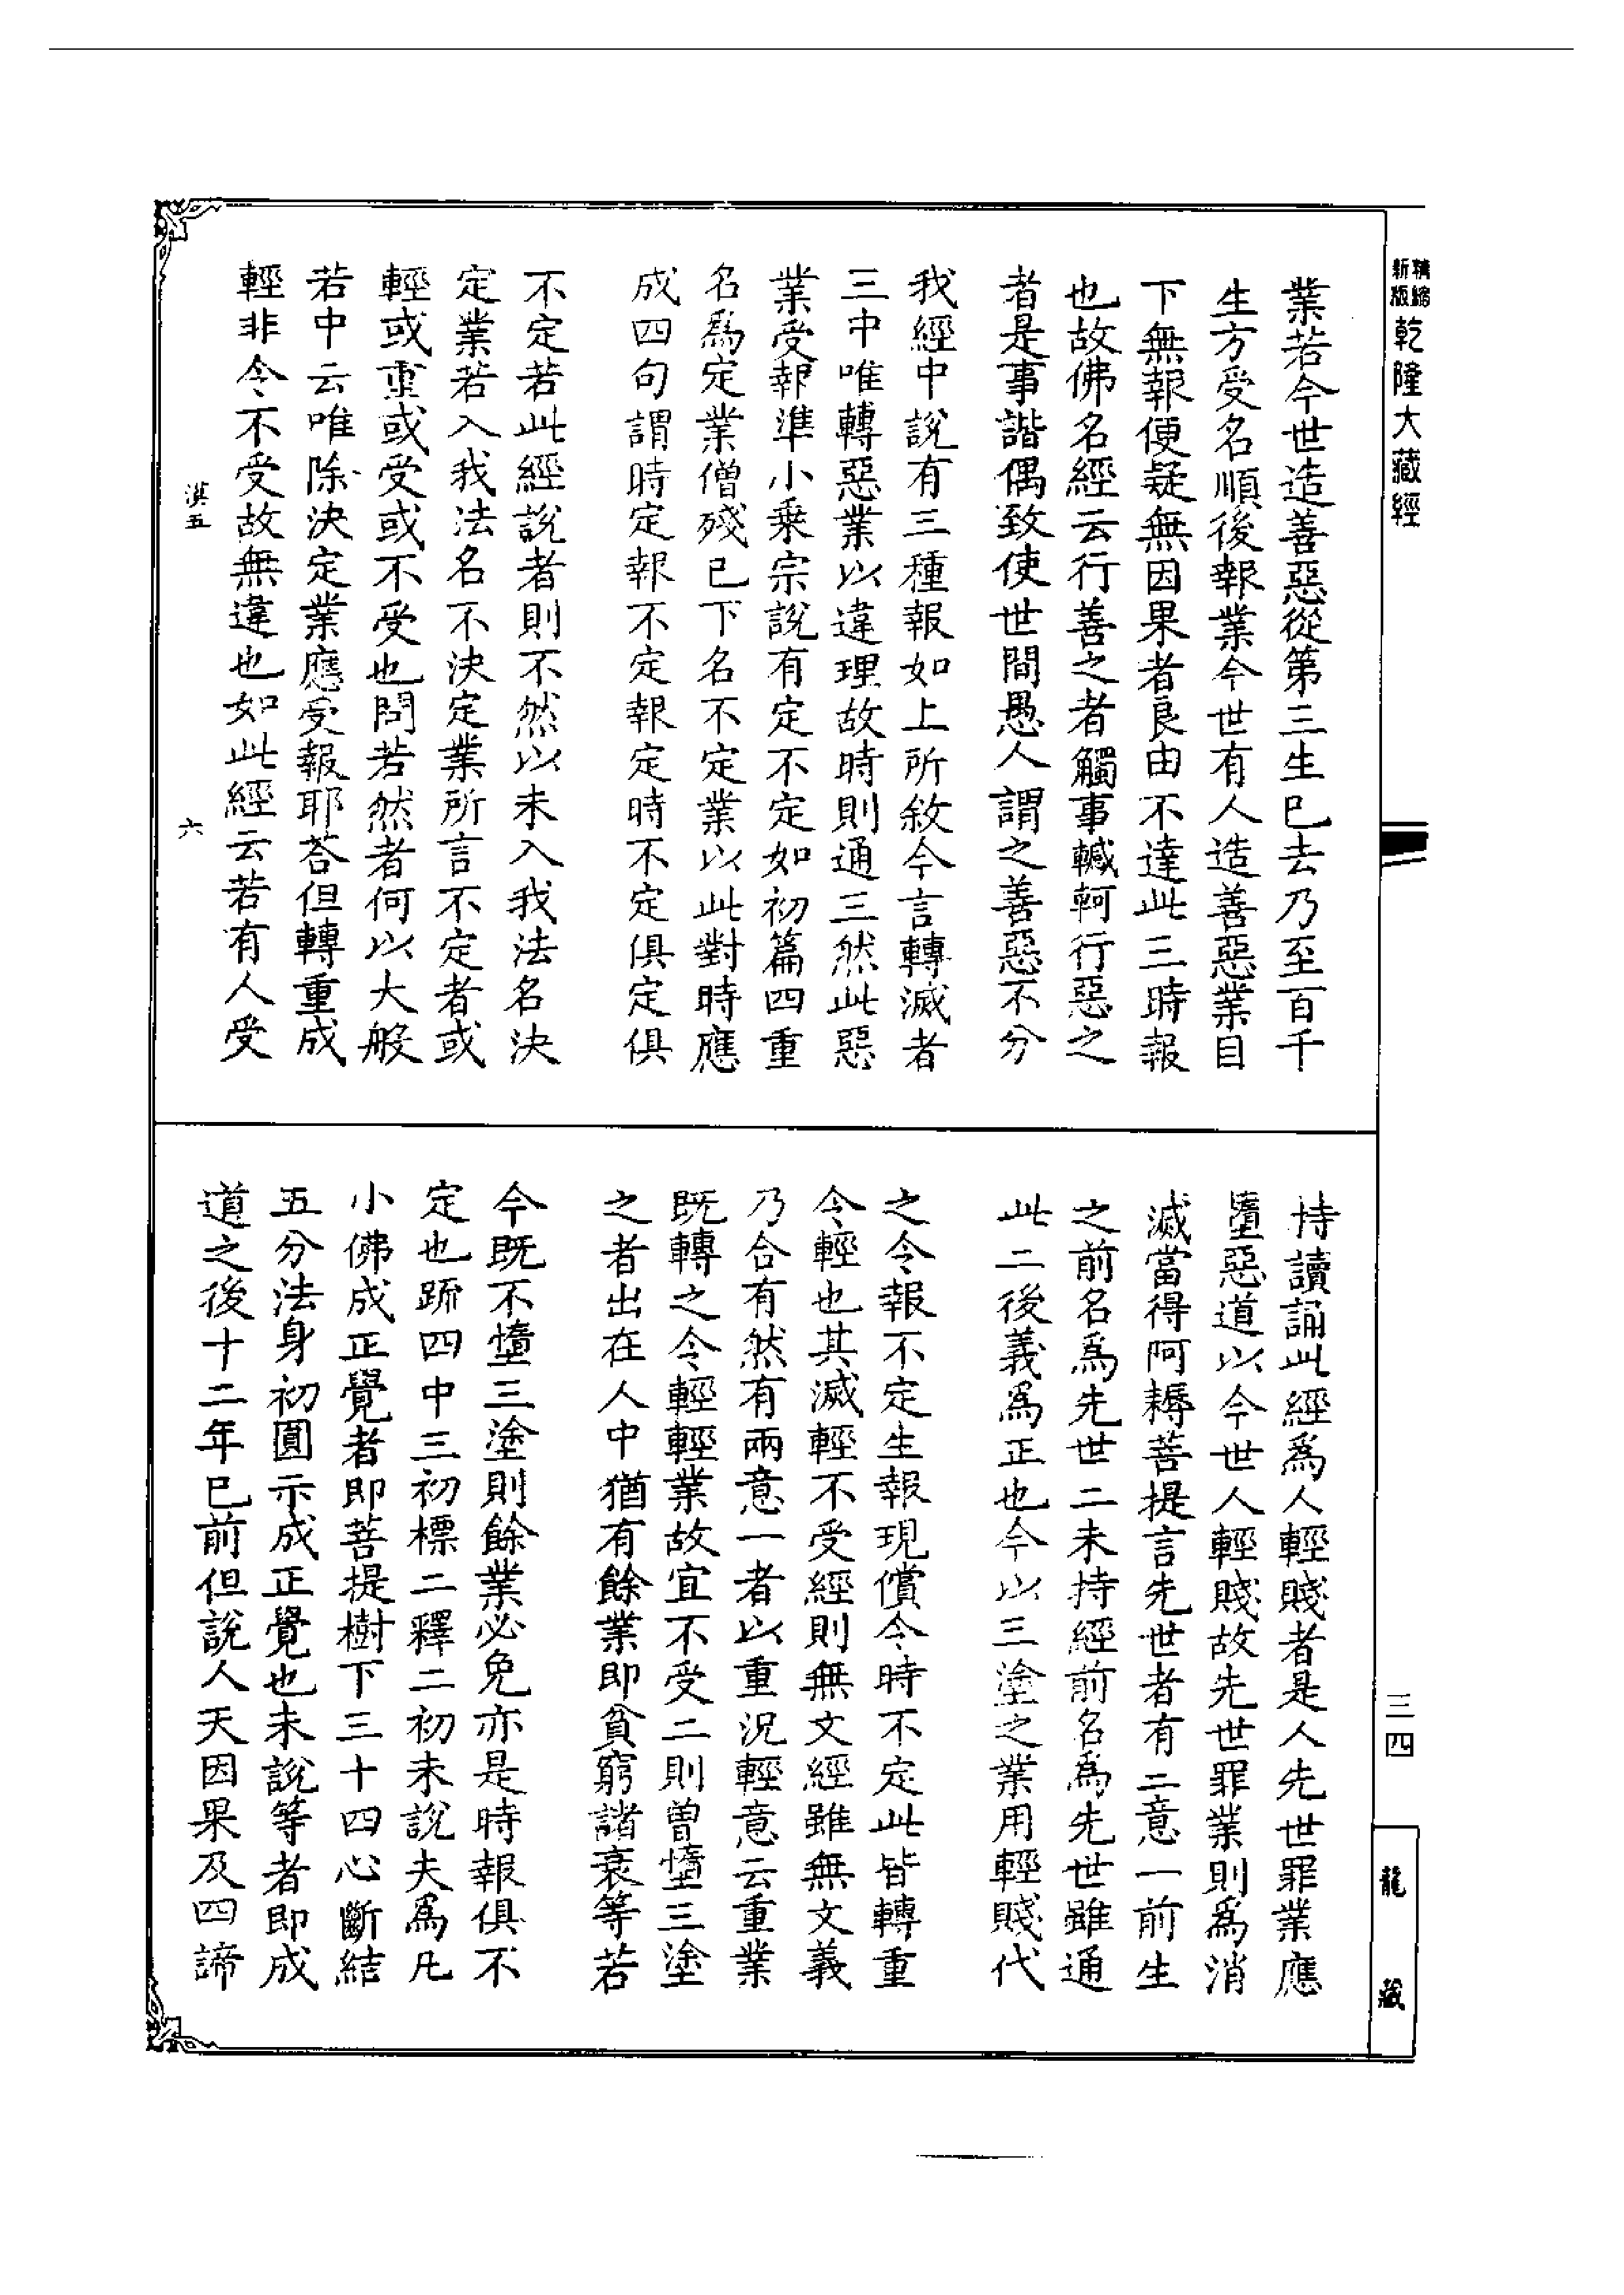 新版精縮乾隆大藏經
業若今世造善惡從第三生已去乃至百千
生方受名順後報業今世有人造善惡業目
下無報便疑無因果者良由不達此三時報
也故佛名經云行善之者觸事轗軻行惡之
者是事諧偶致使世間愚人謂之善惡不分
我經中說有三種報如上所敘今言轉滅者
三中唯轉惡業以違理故時則通三然此惡
業受報準小乘宗說有定不定如初篇四重
名爲定業僧殘已下名不定業以此對時應
成四句謂時定報不定報定時不定俱定俱
不定若此經說者則不然以未入我法名決
定業若入我法名不決定業所言不定者或
輕或重或受或不受也問若然者何以大般
若中云唯除決定業應受報耶荅但轉重成
輕非令不受故無違也如此經云若有人受
漠五
六
持讀誦此經爲人輕賤者是人先世罪業應
墮惡道以今世人輕賤故先世罪業則爲消
滅當得阿耨菩提言先世者有二意一前生
之前名爲先世二未持經前名爲先世雖通
此二後義爲正也今以三塗之業用輕賤代
之令報不定生報現償今時不定此皆轉重
令輕也其滅輕不受經則無文經雖無文義
乃合有然有兩意一者以重況輕意云重業
既轉之令輕輕業故宜不受二則曾墮三塗
之者出在人中猶有餘業即貧窮諸衰等若
今既不墮三塗則餘業必免亦是時報俱不
定也䟽四中三初標二釋二初未說夫爲凡
小佛成正覺者即菩提樹下三十四心斷結
五分法身初圓示成正覺也未說等者即成
道之後十二年已前但說人天因果及四諦
三四
龍藏